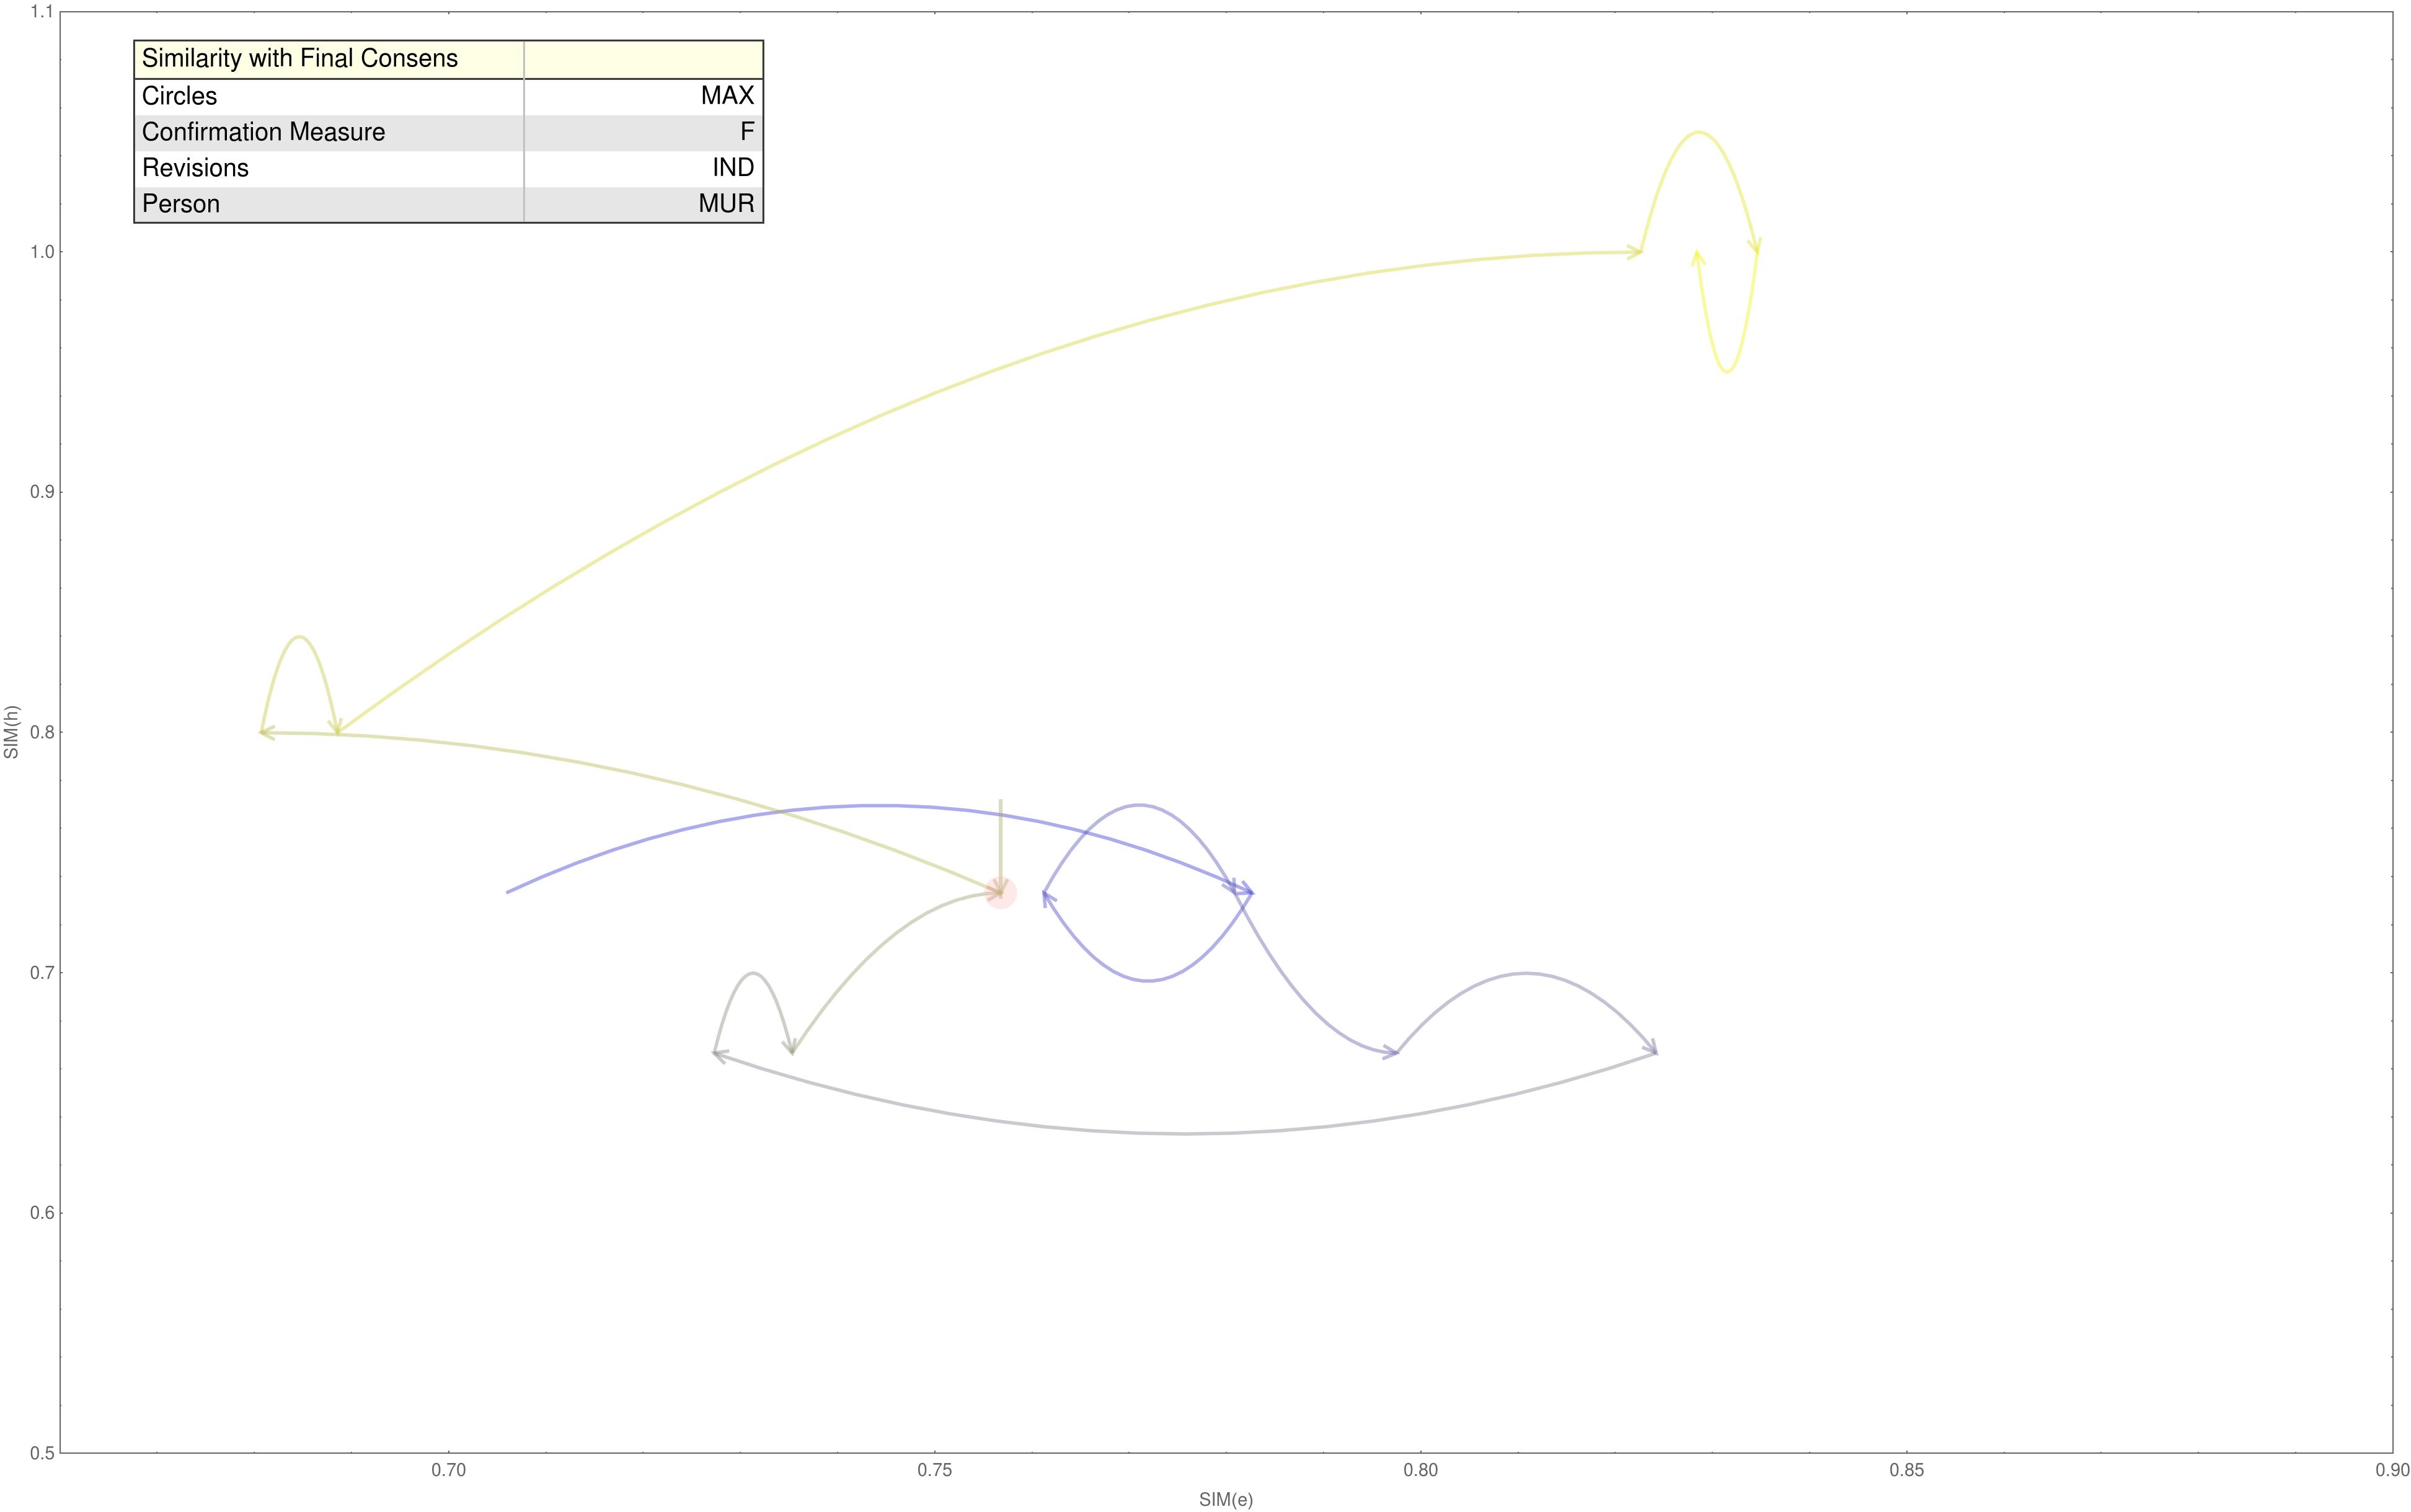 1.1
Similarity with Final Consens
Circles MAX
Confirmation Measure F
Revisions IND
Person MUR
1.0
0.9
0.8
SIM(h)
0.7
0.6
0.5
0.70 0.75 0.80 0.85 0.90
SIM(e)